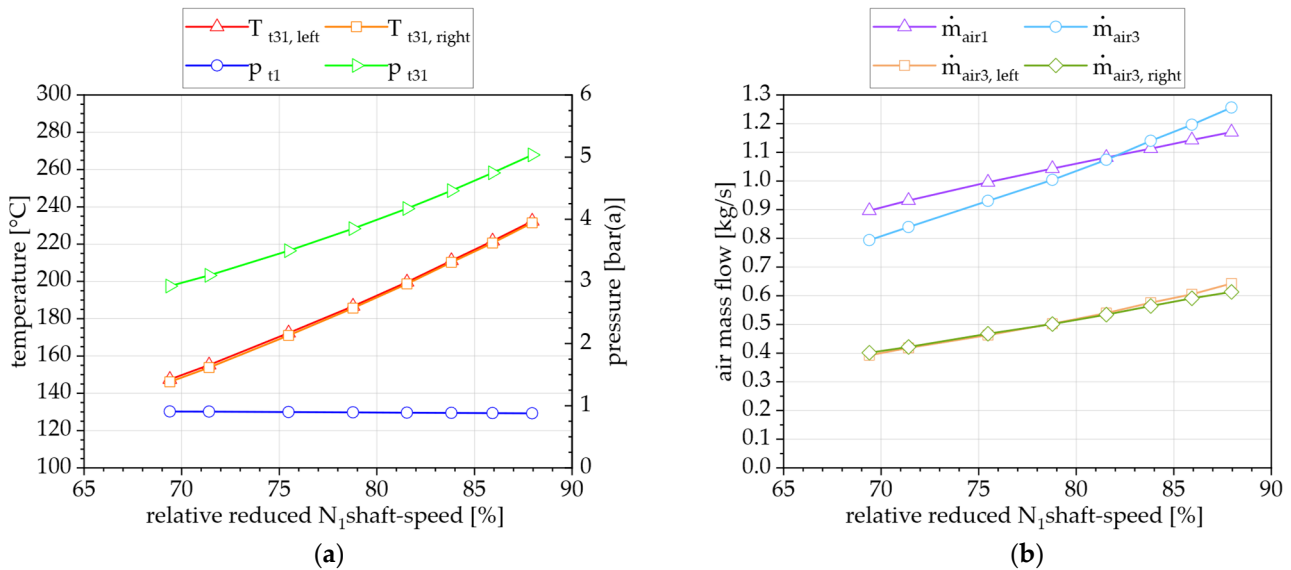 T t31, left T t31, right
p t1 p t31
300
280
260
240
220
200
180
160
140
120
100
temperature [°C]
6
5
4
3
2
1
0
pressure [bar(a)]
65 70 75 80 85 90
relative reduced N1shaft-speed [%]
(a)
ṁair1 ṁair3
ṁair3, left ṁair3, right
1.3
1.2
1.1
1.0
0.9
0.8
0.7
0.6
0.5
0.4
0.3
0.2
0.1
0.0
air mass flow [kg/s]
65 70 75 80 85 90
relative reduced N1shaft-speed [%]
(b)